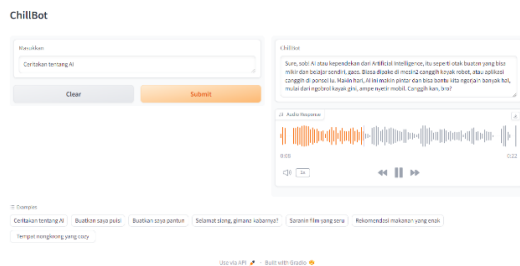 ChillBot
Masukkan
Ceritakan tentang AI
Clear
Submit
ChillBot
Sure, sob! AI atau kependekan dari Artificial Intelligence, itu seperti otak buatan yang bisa
mikir dan belajar sendiri, gaes. Biasa dipake di mesin2 canggih kayak robot, atau aplikasi
canggih di ponsel lu. Makin hari, AI makin pintar dan bisa bantu kita ngerjain banyak hal,
mulai dari ngobrol kayak gini, ampe nyetir mobil. Canggih kan, bro?
Audio Response
0:00
0:22
1x
Examples
Ceritakan tentang AI
Buatkan saya puisi
Buatkan saya pantun
Selamat siang, gimana kabarnya?
Saranin film yang seru
Rekomendasi makanan yang enak
Tempat nongkrong yang cozy
Use via API
Built with Gradio